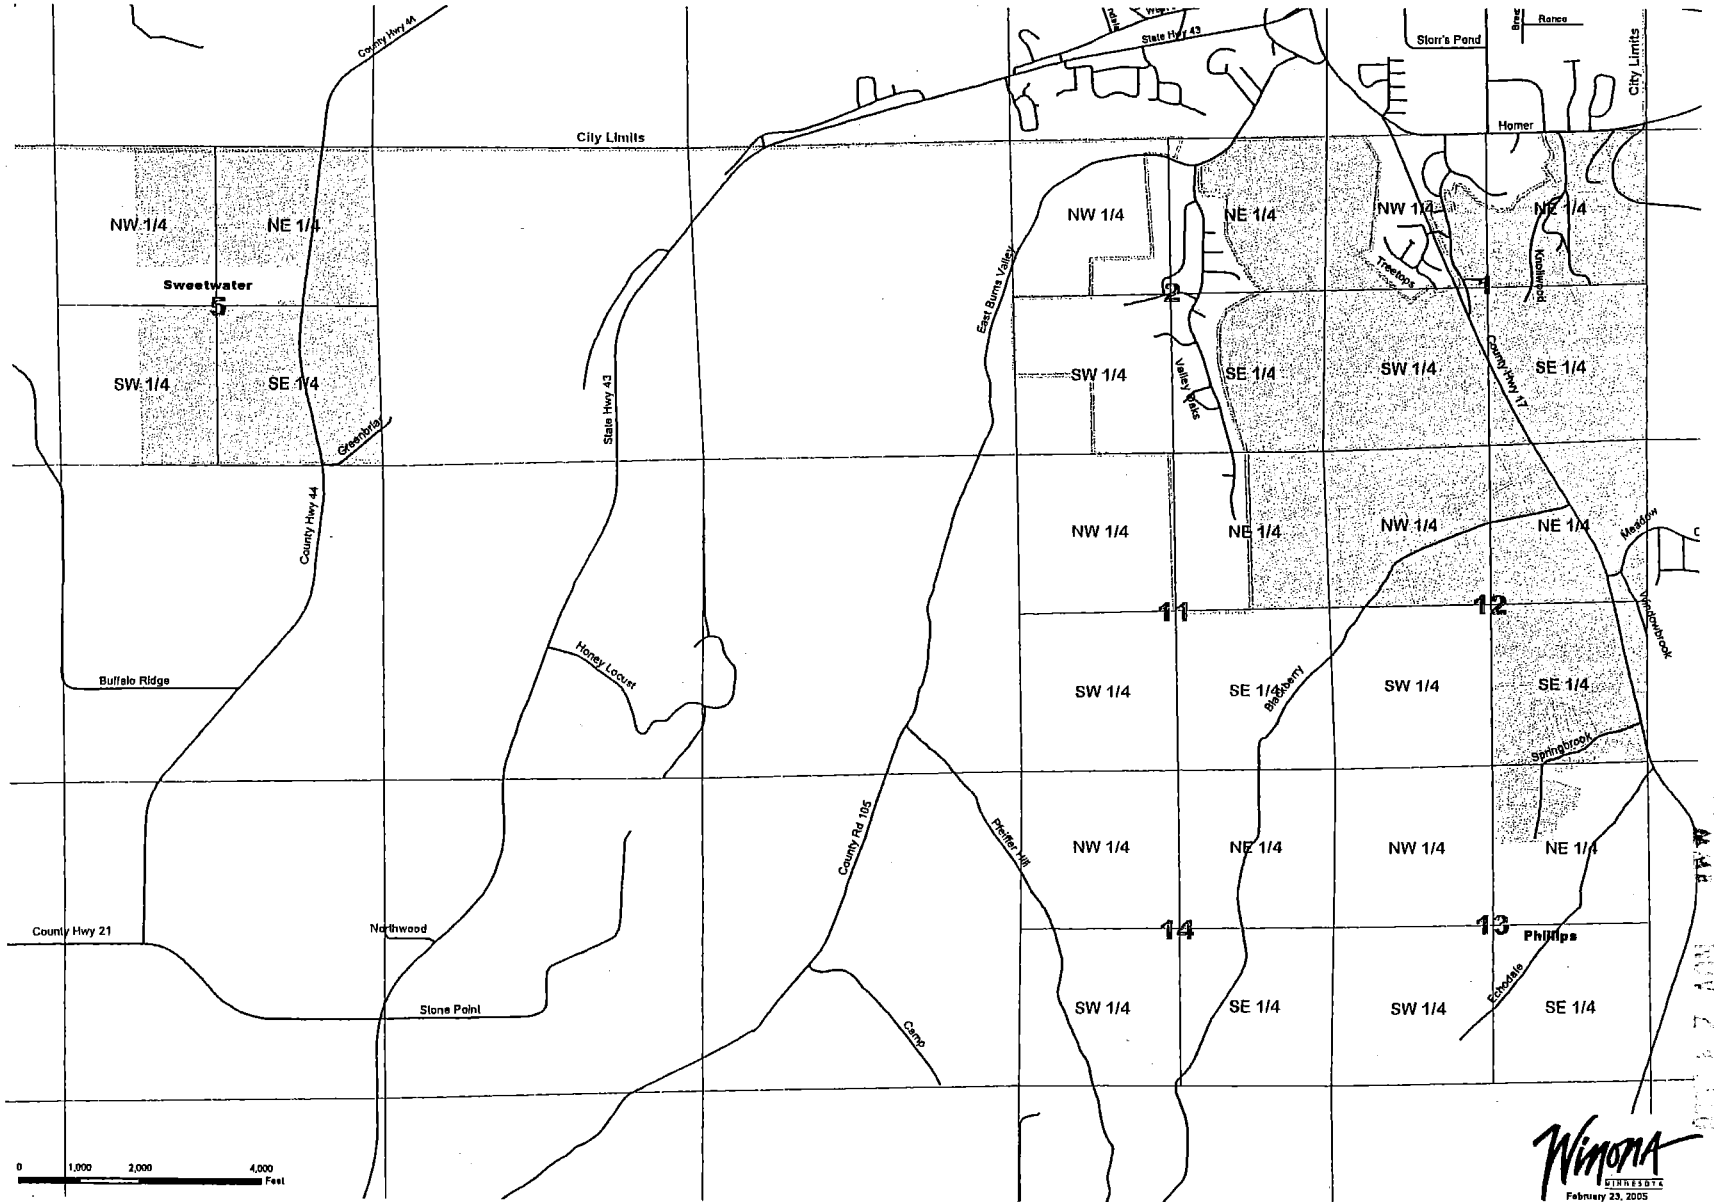 County Hwy 44
State Hwy 43
Storr's Pond
Ronco
City Limits
City Limits
Homer
NW 1/4
NE 1/4
NW 1/4
NE 1/4
NW 1/4
NE 1/4
Sweetwater
5
East Burns Valley
2
Treetops
1
Knollwood
SW 1/4
SE 1/4
State Hwy 43
SW 1/4
Valley Oaks
SE 1/4
SW 1/4
County Hwy 17
SE 1/4
Greenbriar
County Hwy 44
NW 1/4
NE 1/4
NW 1/4
NE 1/4
Meadow
11
12
Windowbrook
Buffalo Ridge
Honey Locust
SW 1/4
SE 1/4
Blackberry
SW 1/4
SE 1/4
Springbrook
County Rd 105
Pfeiffer Hill
NW 1/4
NE 1/4
NW 1/4
NE 1/4
County Hwy 21
Northwood
14
13
Phillips
Stone Point
Camp
SW 1/4
SE 1/4
SW 1/4
Echodale
SE 1/4
0 1,000 2,000 4,000
Feet
Winona
MINNESOTA
February 23, 2005